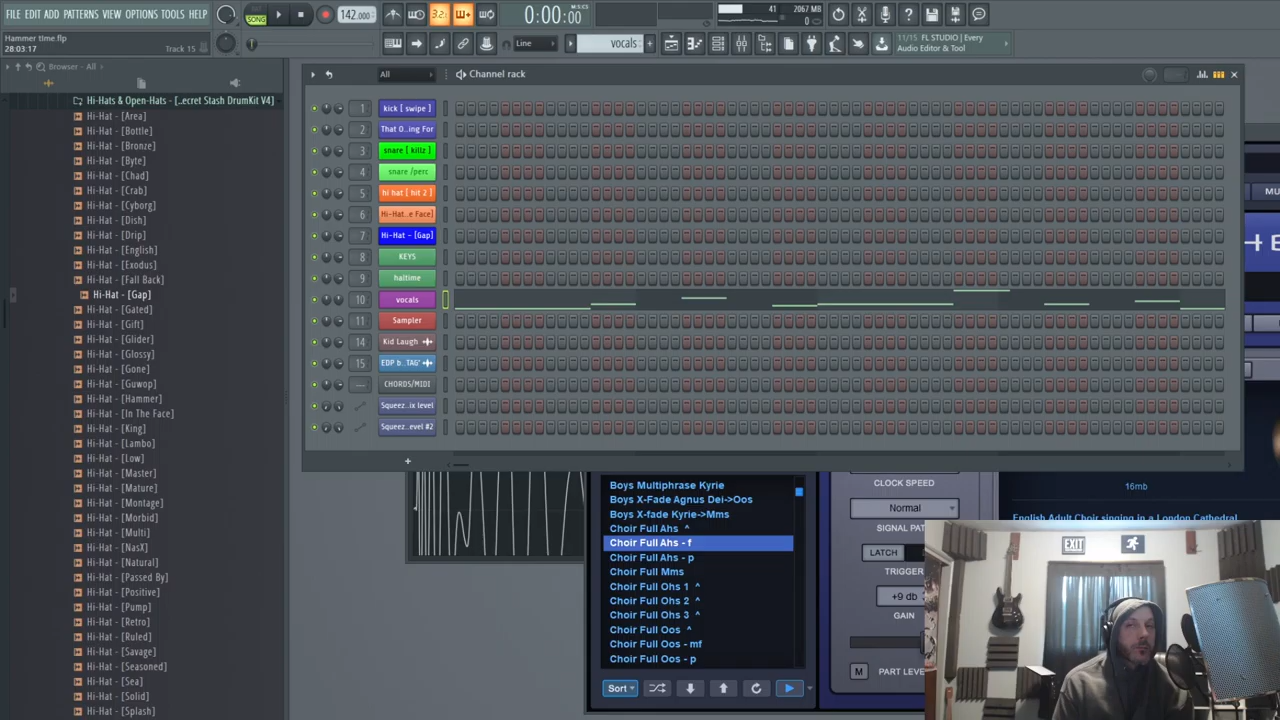 FILE EDIT ADD PATTERNS VIEW OPTIONS TOOLS HELP
SONG
142.000
3.2.
0:00:00
M:S:CS
41
2067 MB
Hammer time.flp
28:03:17
Track 15
Line
vocals
11/15 FL STUDIO | Every
Audio Editor & Tool
Browser - All
Hi-Hats & Open-Hats - [..ecret Stash DrumKit V4]
Hi-Hat - [Area]
Hi-Hat - [Bottle]
Hi-Hat - [Bronze]
Hi-Hat - [Byte]
Hi-Hat - [Chad]
Hi-Hat - [Crab]
Hi-Hat - [Cyborg]
Hi-Hat - [Dish]
Hi-Hat - [Drip]
Hi-Hat - [English]
Hi-Hat - [Exodus]
Hi-Hat - [Fall Back]
Hi-Hat - [Gap]
Hi-Hat - [Gated]
Hi-Hat - [Gift]
Hi-Hat - [Glider]
Hi-Hat - [Glossy]
Hi-Hat - [Gone]
Hi-Hat - [Guwop]
Hi-Hat - [Hammer]
Hi-Hat - [In The Face]
Hi-Hat - [King]
Hi-Hat - [Lambo]
Hi-Hat - [Low]
Hi-Hat - [Master]
Hi-Hat - [Mature]
Hi-Hat - [Montage]
Hi-Hat - [Morbid]
Hi-Hat - [Multi]
Hi-Hat - [NasX]
Hi-Hat - [Natural]
Hi-Hat - [Passed By]
Hi-Hat - [Positive]
Hi-Hat - [Pump]
Hi-Hat - [Retro]
Hi-Hat - [Ruled]
Hi-Hat - [Savage]
Hi-Hat - [Seasoned]
Hi-Hat - [Sea]
Hi-Hat - [Solid]
Hi-Hat - [Splash]
All
Channel rack
1 kick [ swipe ]
2 That 0..ing For
3 snare [ killz ]
4 snare /perc
5 hi hat [ hit 2 ]
6 Hi-Hat..e Face]
7 Hi-Hat - [Gap]
8 KEYS
9 haltime
10 vocals
11 Sampler
14 Kid Laugh
15 EDP b..TAG"
--- CHORDS/MIDI
Squeez..ix level
Squeez..evel #2
MU
Boys Multiphrase Kyrie
Boys X-Fade Agnus Dei->Oos
Boys X-fade Kyrie->Mms
Choir Full Ahs ^
Choir Full Ahs - f
Choir Full Ahs - p
Choir Full Mms
Choir Full Ohs 1 ^
Choir Full Ohs 2 ^
Choir Full Ohs 3 ^
Choir Full Oos ^
Choir Full Oos - mf
Choir Full Oos - p
Sort
CLOCK SPEED
Normal
SIGNAL PAT
LATCH
TRIGGER
+9 db
GAIN
M PART LEVE
16mb
English Adult Choir singing in a London Cathedral
EXIT